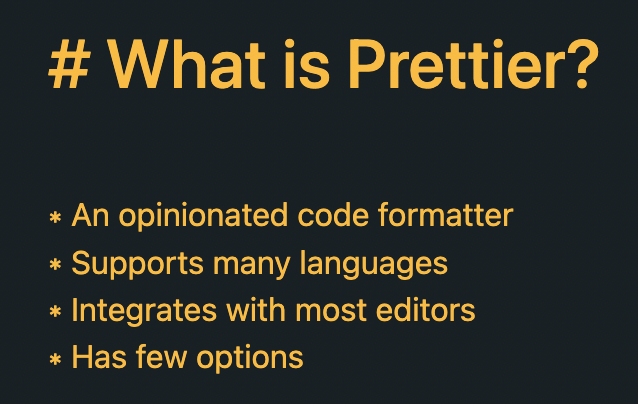 # What is Prettier?
* An opinionated code formatter
* Supports many languages
* Integrates with most editors
* Has few options